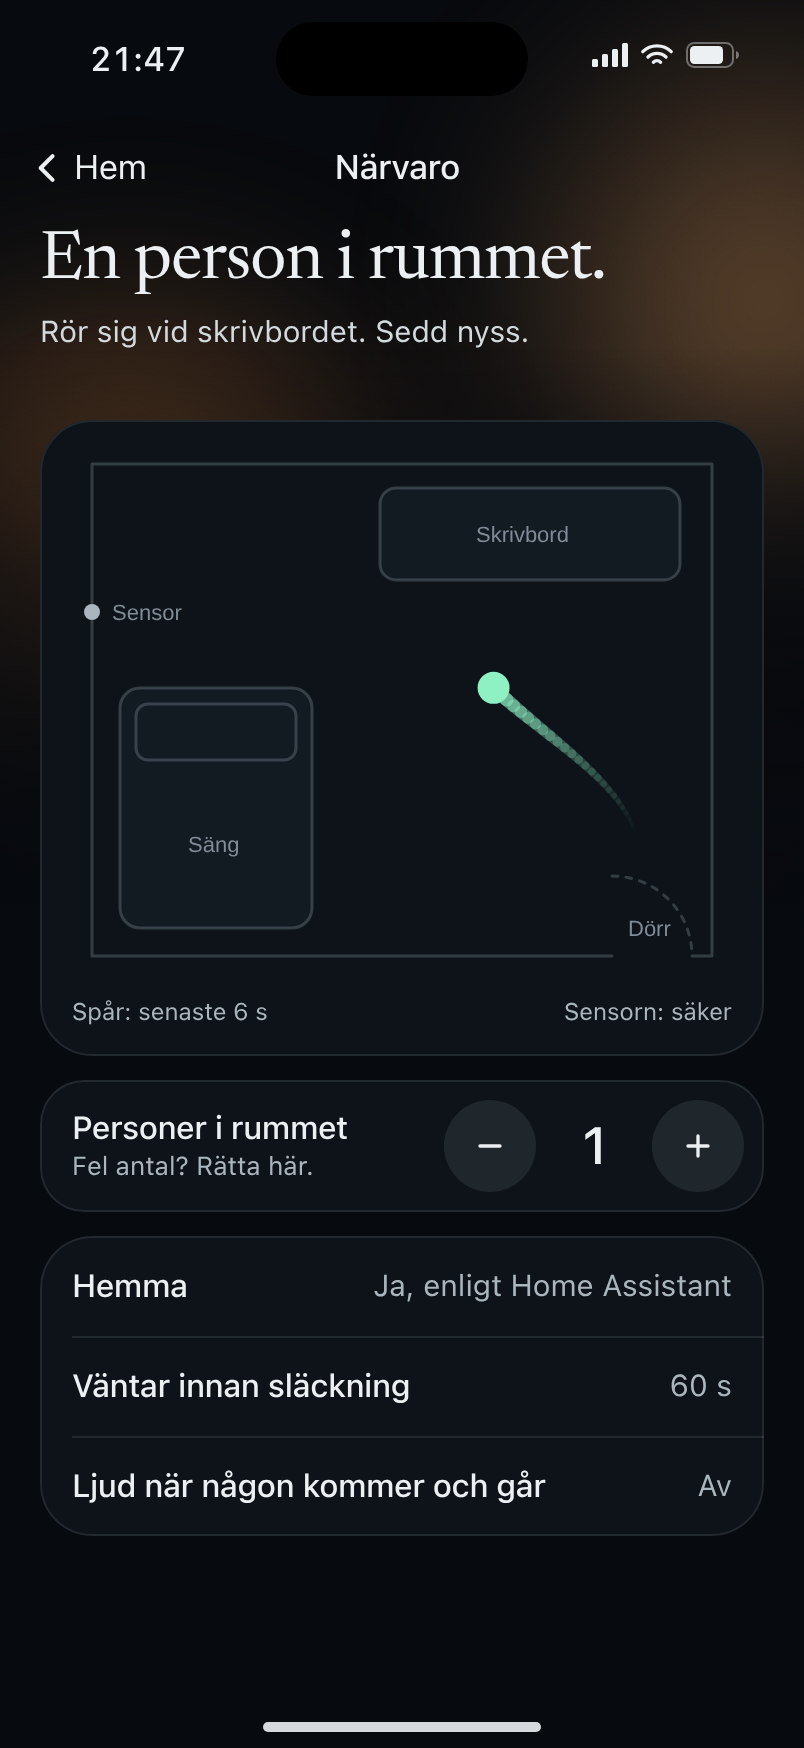 21:47
Hem
Närvaro
En person i rummet.
Rör sig vid skrivbordet. Sedd nyss.
Skrivbord
Sensor
Säng
Dörr
Spår: senaste 6 s
Sensorn: säker
Personer i rummet
Fel antal? Rätta här.
− 1 +
Hemma
Ja, enligt Home Assistant
Väntar innan släckning
60 s
Ljud när någon kommer och går
Av